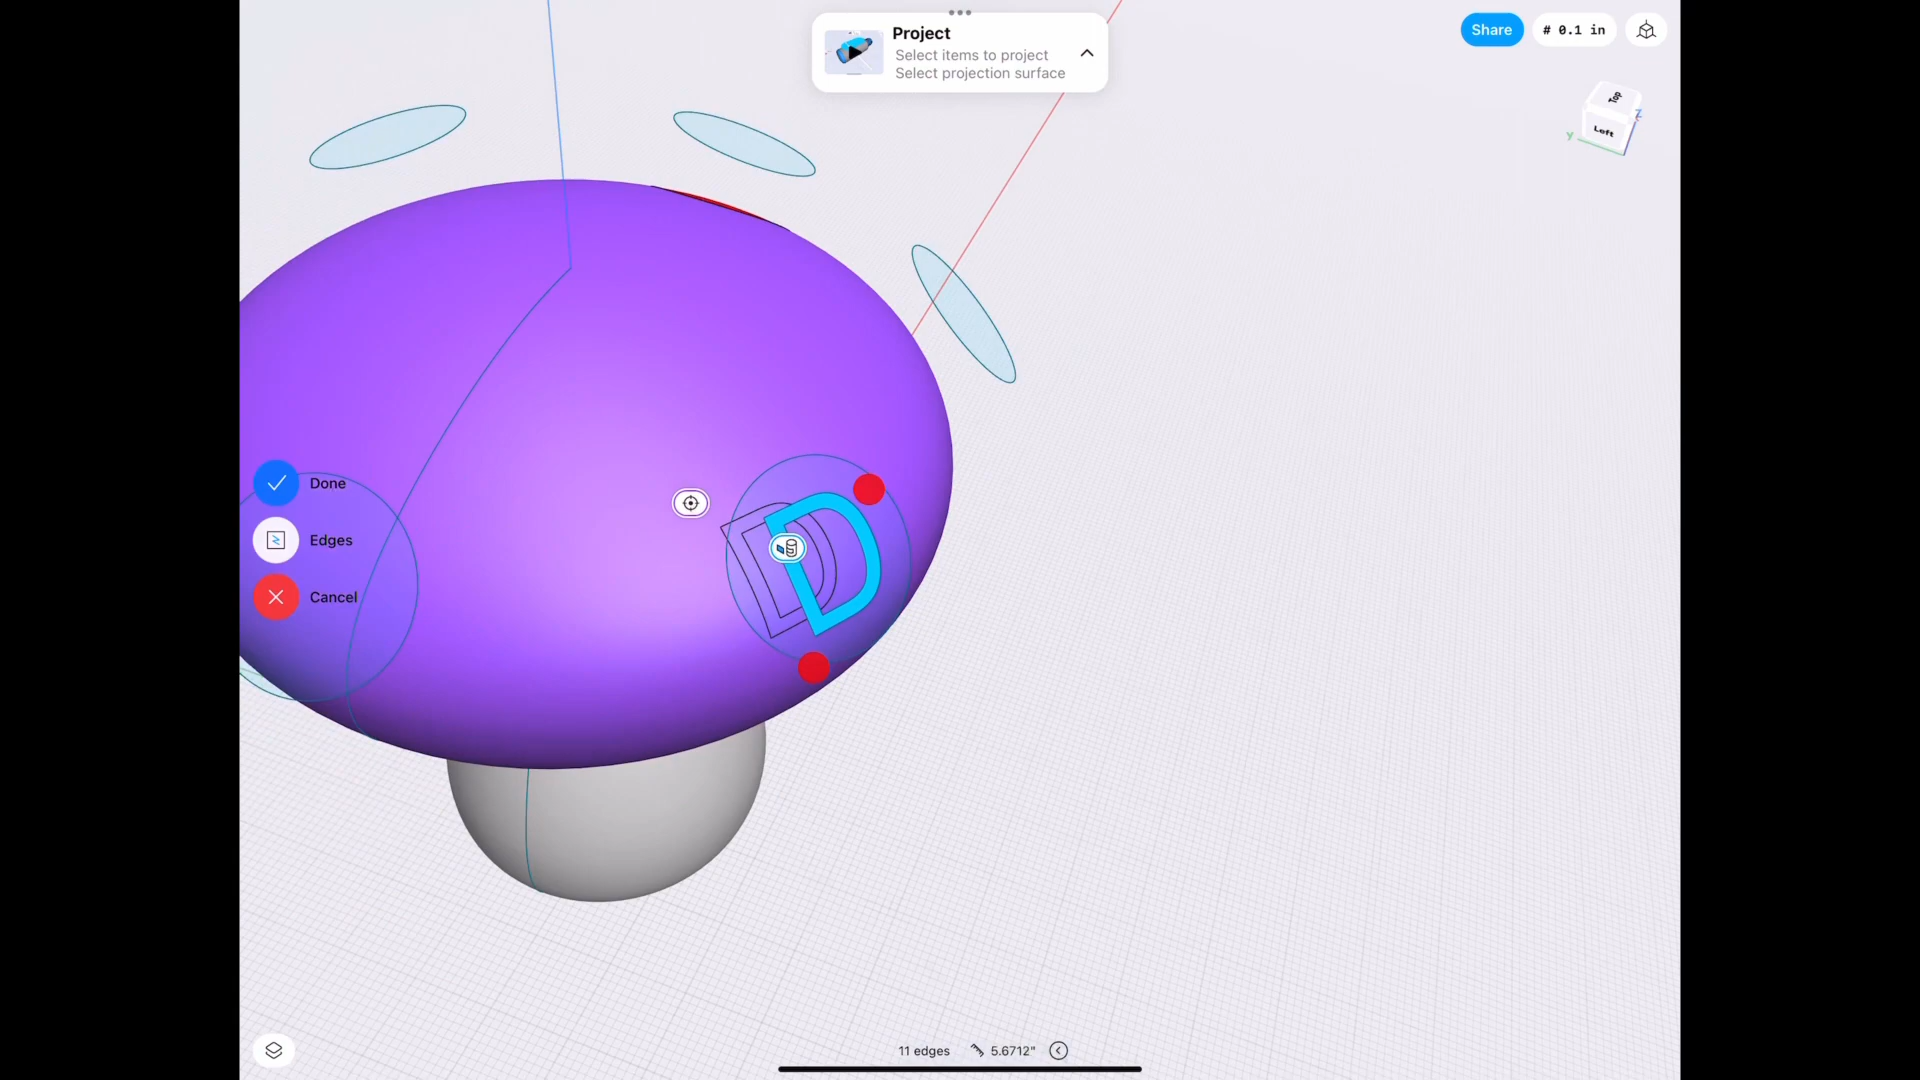 Project
Select items to project
Select projection surface
Share
# 0.1 in
Top
Left
Z
Y
Done
Edges
Cancel
D
11 edges
5.6712"